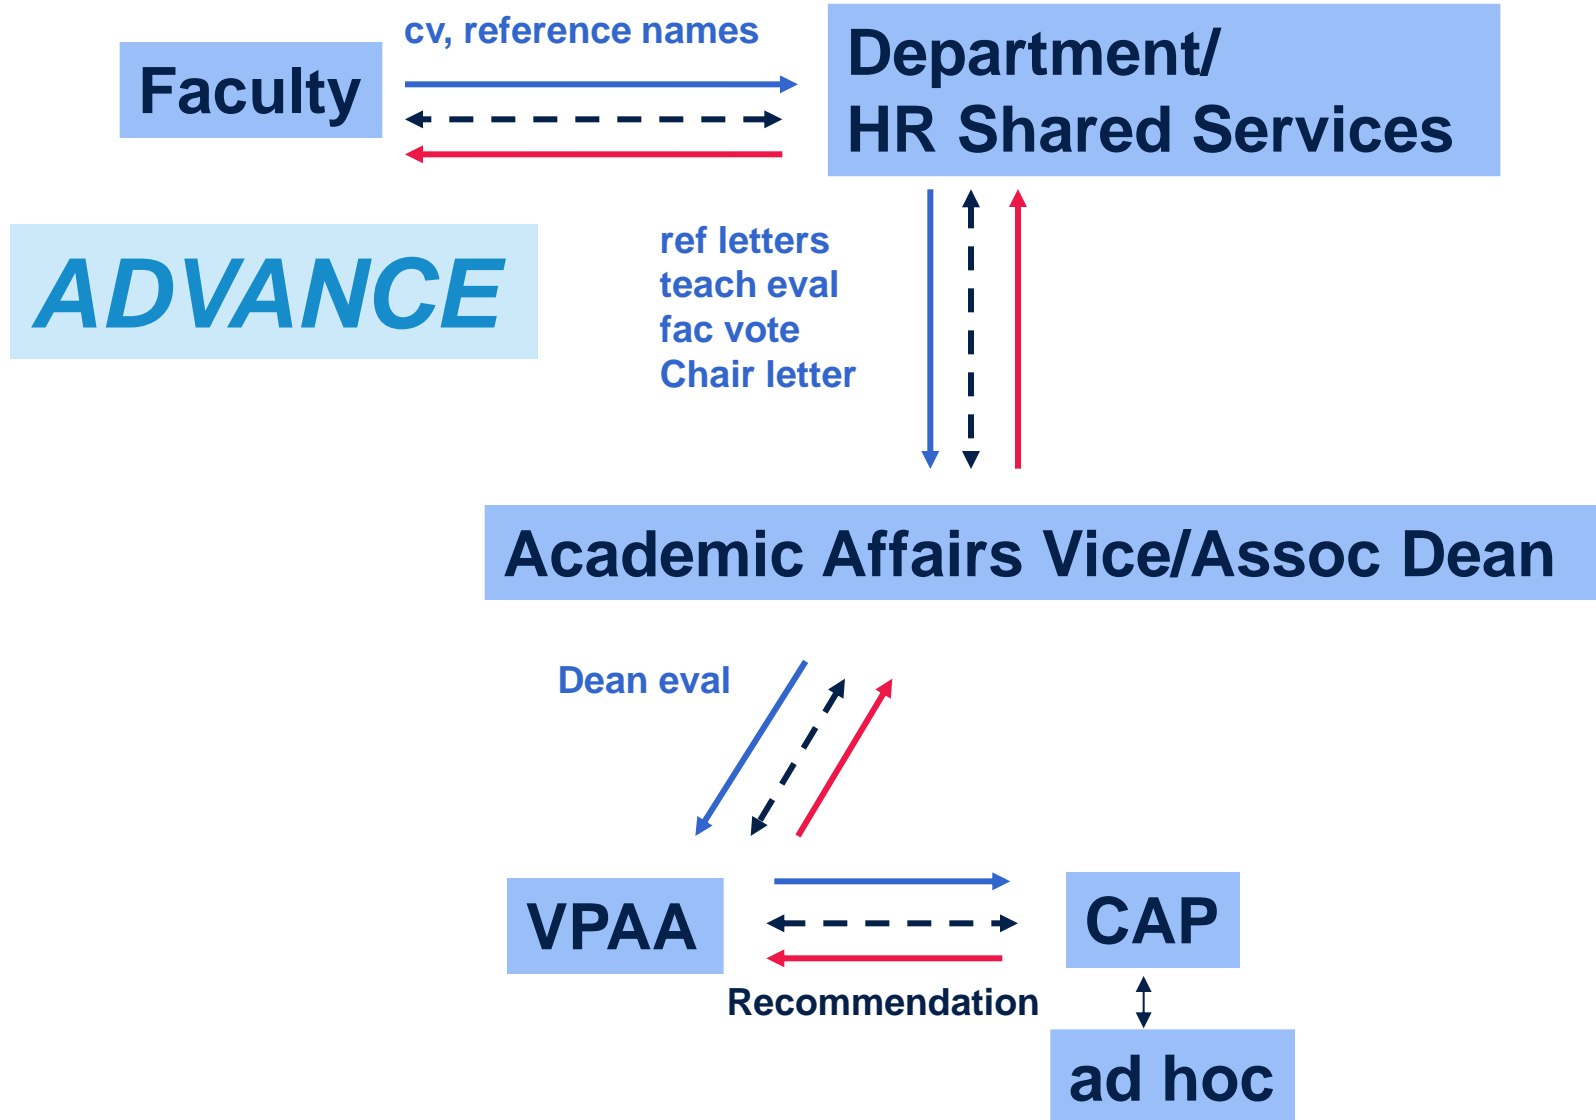 cv, reference names
Faculty
Department/
HR Shared Services
ADVANCE
ref letters
teach eval
fac vote
Chair letter
Academic Affairs Vice/Assoc Dean
Dean eval
VPAA
CAP
Recommendation
ad hoc